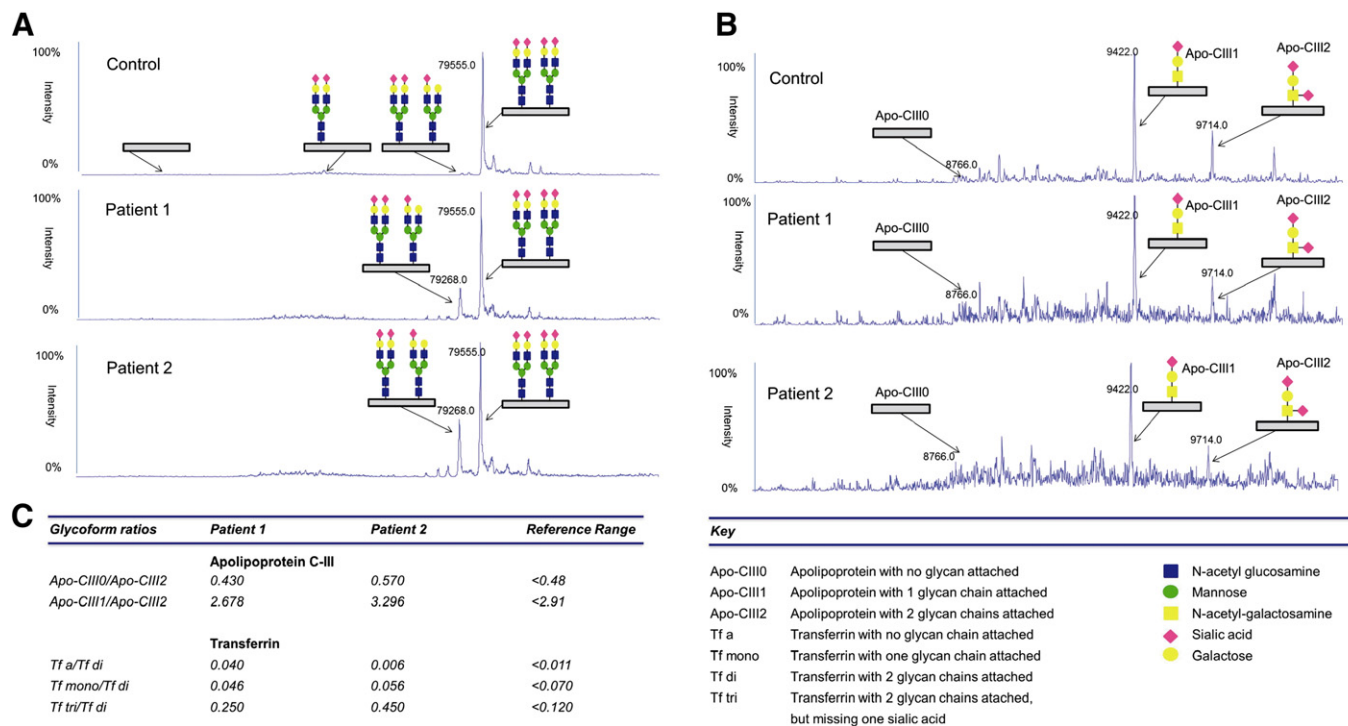 A
Control
100%
Intensity
0%
79555.0
Patient 1
100%
Intensity
0%
79268.0
79555.0
Patient 2
100%
Intensity
0%
79268.0
79555.0
B
Control
100%
Intensity
0%
Apo-CIII0
8766.0
9422.0
Apo-CIII1
9714.0
Apo-CIII2
Patient 1
100%
Intensity
0%
Apo-CIII0
8766.0
9422.0
Apo-CIII1
9714.0
Apo-CIII2
Patient 2
100%
Intensity
0%
Apo-CIII0
8766.0
9422.0
Apo-CIII1
9714.0
Apo-CIII2
C
Glycoform ratios Patient 1 Patient 2 Reference Range
Apolipoprotein C-III
Apo-CIII0/Apo-CIII2 0.430 0.570 <0.48
Apo-CIII1/Apo-CIII2 2.678 3.296 <2.91
Transferrin
Tf a/Tf di 0.040 0.006 <0.011
Tf mono/Tf di 0.046 0.056 <0.070
Tf tri/Tf di 0.250 0.450 <0.120
Key
Apo-CIII0 Apolipoprotein with no glycan attached
Apo-CIII1 Apolipoprotein with 1 glycan chain attached
Apo-CIII2 Apolipoprotein with 2 glycan chains attached
Tf a Transferrin with no glycan chain attached
Tf mono Transferrin with one glycan chain attached
Tf di Transferrin with 2 glycan chains attached
Tf tri Transferrin with 2 glycan chains attached,
but missing one sialic acid
N-acetyl glucosamine
Mannose
N-acetyl-galactosamine
Sialic acid
Galactose